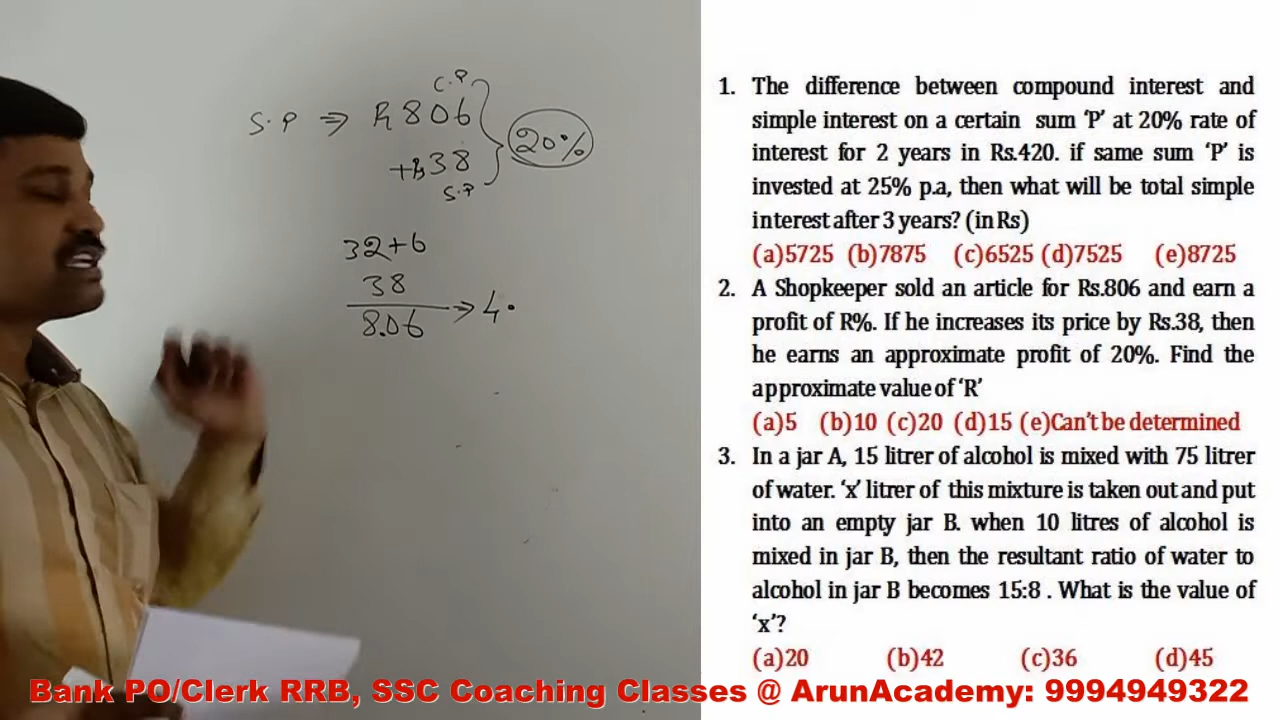 C.P
S.P ⇒ R 806
+Rs38
S.P
20%
32+6
38
8.06 → 4.
1. The difference between compound interest and
simple interest on a certain sum ‘P’ at 20% rate of
interest for 2 years in Rs.420. if same sum ‘P’ is
invested at 25% p.a, then what will be total simple
interest after 3 years? (in Rs)
(a)5725 (b)7875 (c)6525 (d)7525 (e)8725
2. A Shopkeeper sold an article for Rs.806 and earn a
profit of R%. If he increases its price by Rs.38, then
he earns an approximate profit of 20%. Find the
approximate value of ‘R’
(a)5 (b)10 (c)20 (d)15 (e)Can’t be determined
3. In a jar A, 15 litrer of alcohol is mixed with 75 litrer
of water. ‘x’ litrer of this mixture is taken out and put
into an empty jar B. when 10 litres of alcohol is
mixed in jar B, then the resultant ratio of water to
alcohol in jar B becomes 15:8 . What is the value of
‘x’?
(a)20 (b)42 (c)36 (d)45
Bank PO/Clerk RRB, SSC Coaching Classes @ ArunAcademy: 9994949322